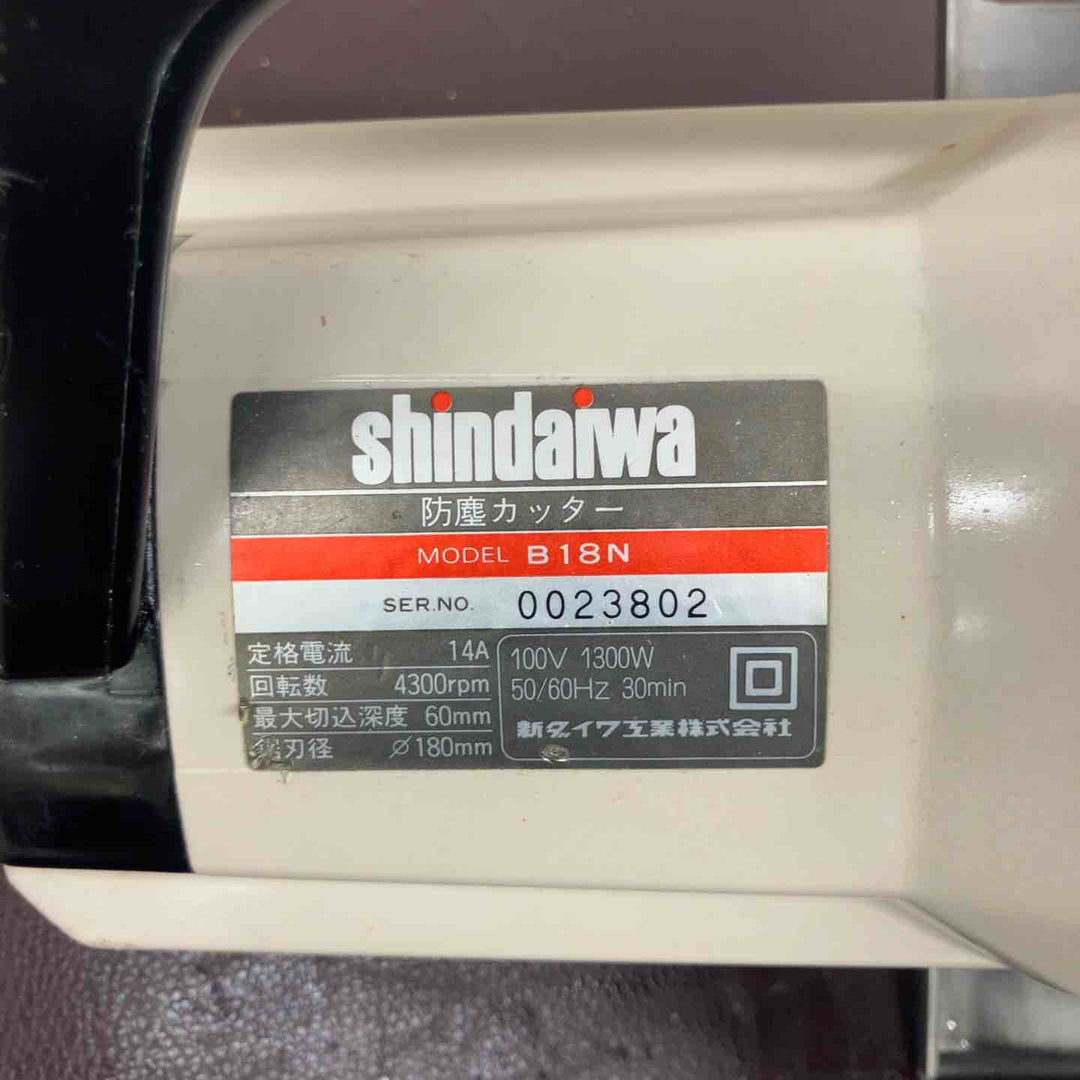 shindaiwa
防塵カッター
MODEL B18N
SER.NO. 0023802
定格電流 14A
回転数 4300rpm
最大切込深度 60mm
鋸刃径 ⌀180mm
100V 1300W
50/60Hz 30min
新ダイワ工業株式会社